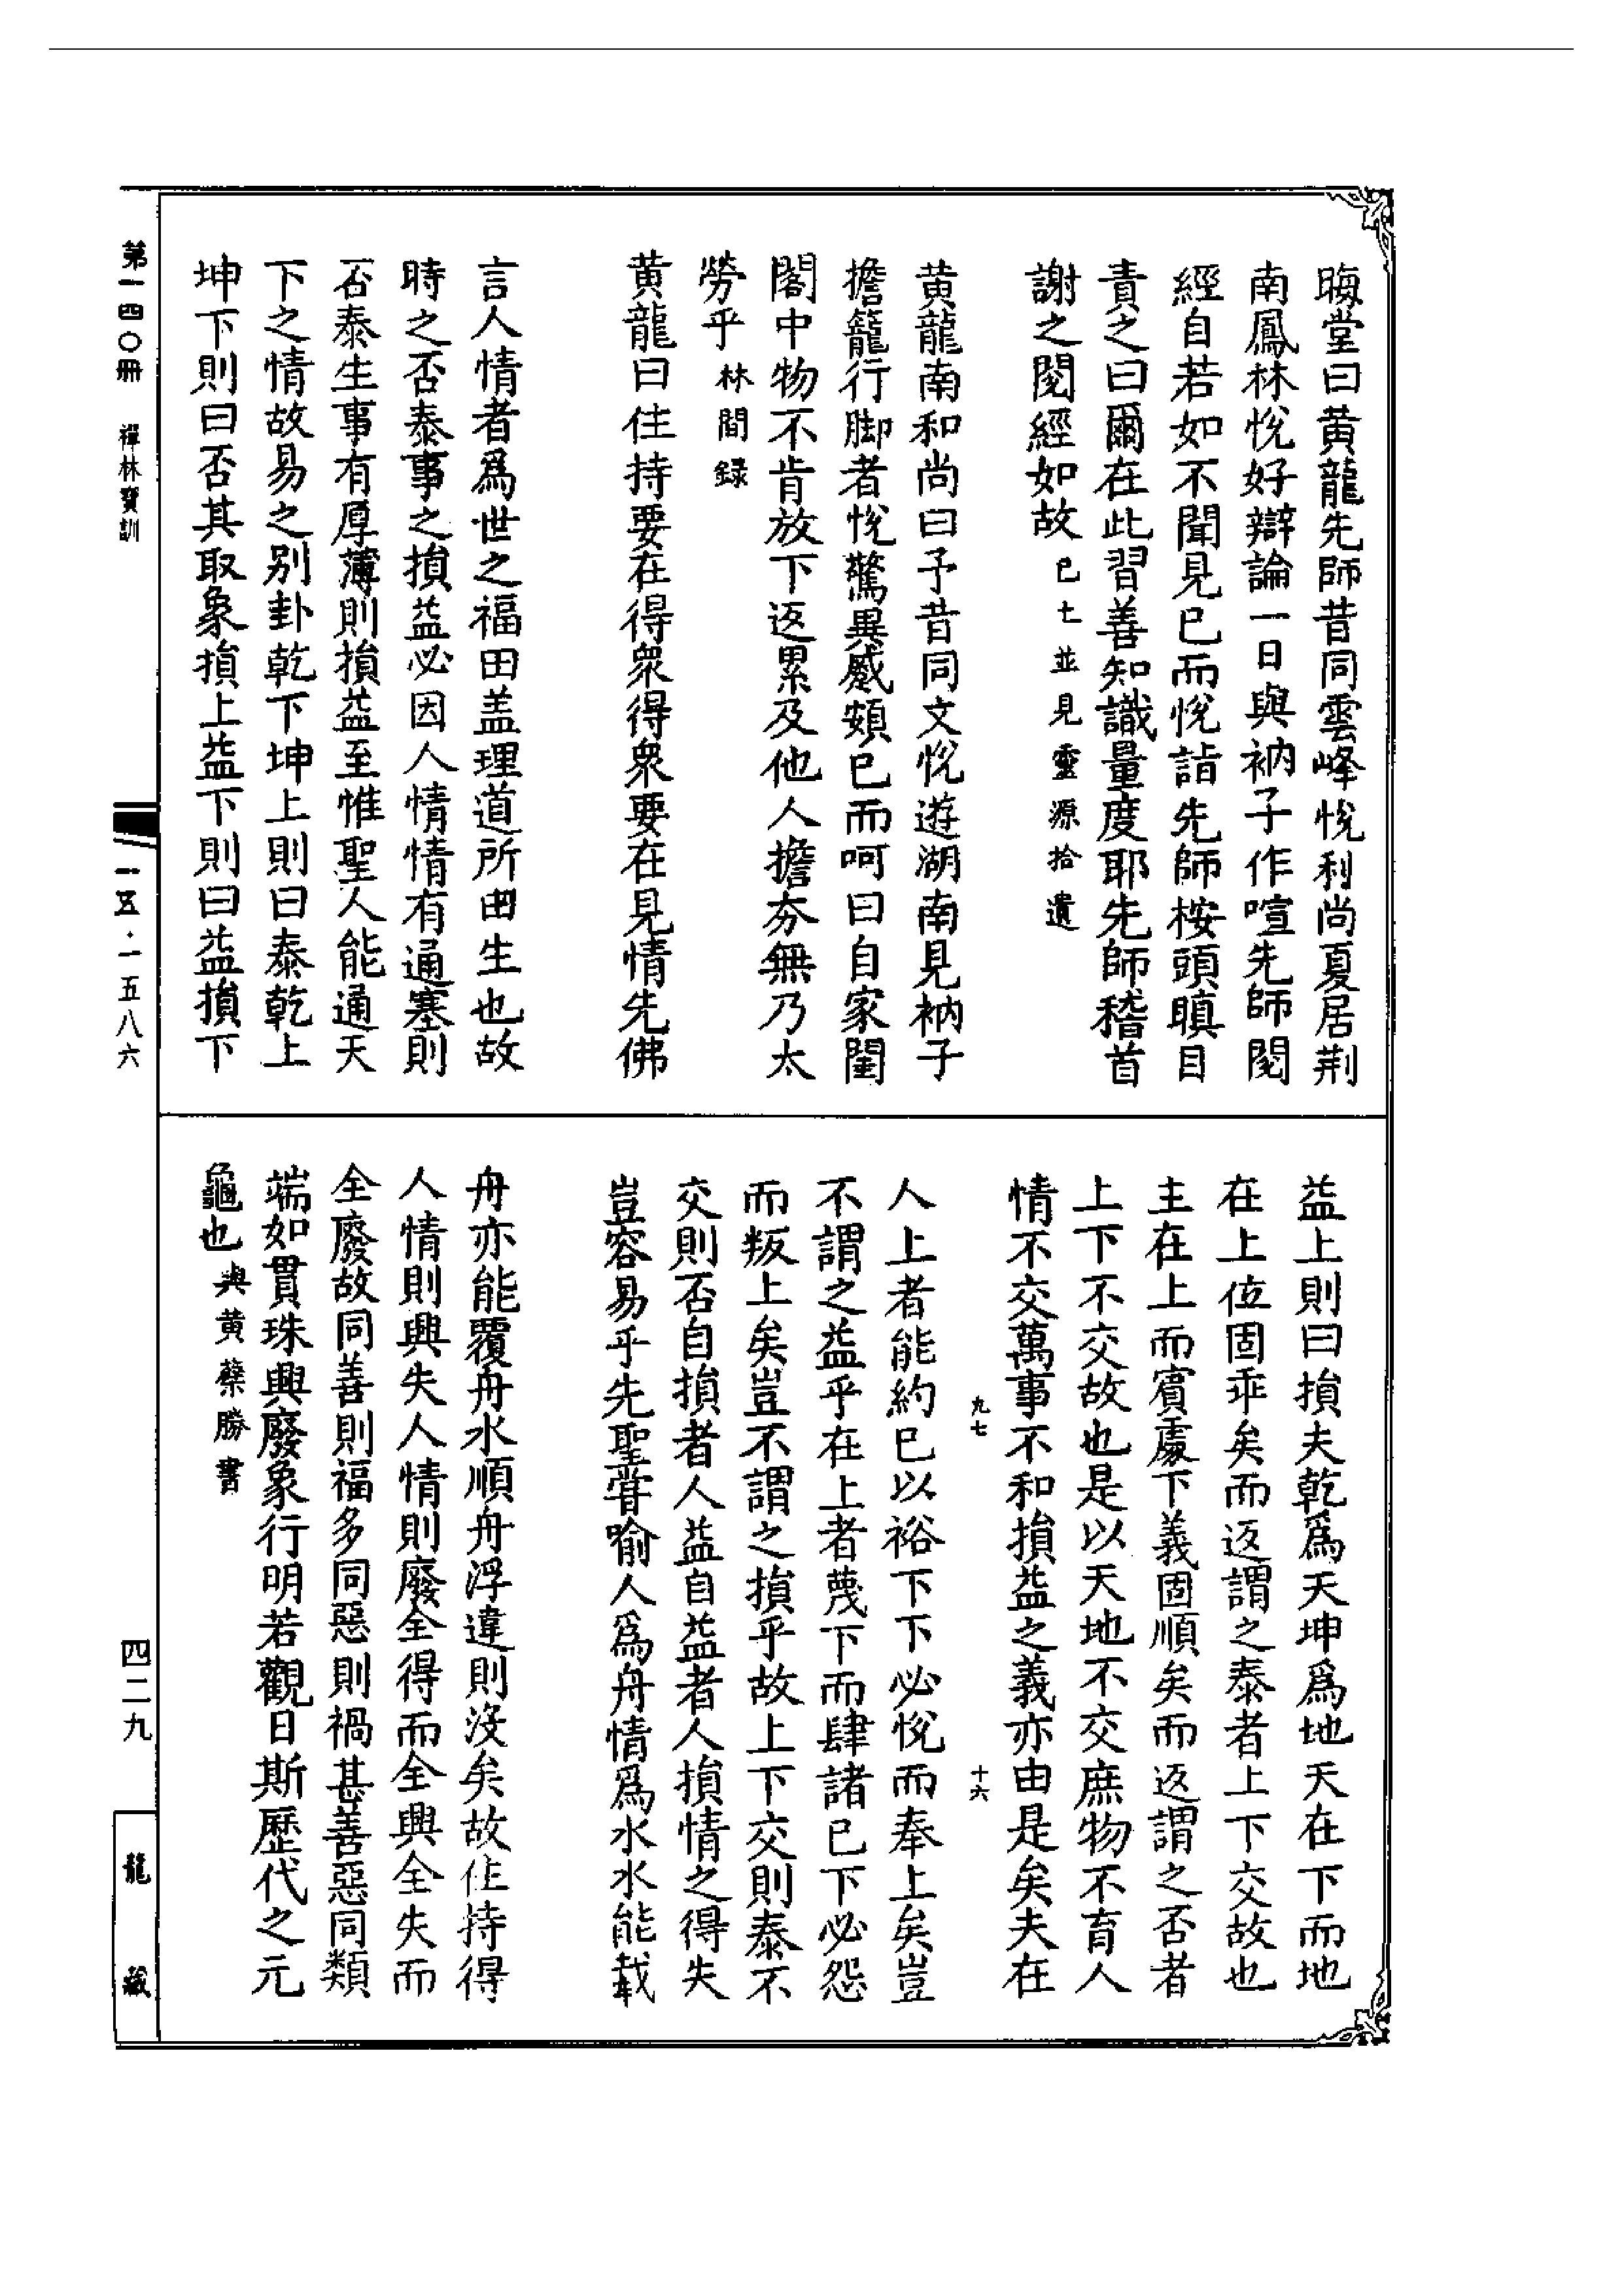 晦堂曰黃龍先師昔同雲峰悅和尚夏居荆
南鳳林悅好辯論一日與衲子作喧先師閱
經自若如不聞見已而悅詣先師桉頭瞋目
責之曰爾在此習善知識量度耶先師稽首
謝之閱經如故 已上並見靈源拾遺
黃龍南和尚曰予昔同文悅遊湖南見衲子
擔籠行脚者悅驚異蹙頞已而呵曰自家閨
閤中物不肯放下返累及他人擔夯無乃太
勞乎 林間録
黃龍曰住持要在得衆得衆要在見情先佛
言人情者爲世之福田盖理道所由生也故
時之否泰事之損益必因人情情有通塞則
否泰生事有厚薄則損益至惟聖人能通天
下之情故易之别卦乾下坤上則曰泰乾上
坤下則曰否其取象損上益下則曰益損下
益上則曰損夫乾爲天坤爲地天在下而地
在上位固乖矣而返謂之泰者上下交故也
主在上而賓處下義固順矣而返謂之否者
上下不交故也是以天地不交庶物不育人
情不交萬事不和損益之義亦由是矣夫在
九七 十六
人上者能約己以裕下下必悅而奉上矣豈
不謂之益乎在上者蔑下而肆諸己下必怨
而叛上矣豈不謂之損乎故上下交則泰不
交則否自損者人益自益者人損情之得失
豈容易乎先聖甞喻人爲舟情爲水水能載
舟亦能覆舟水順舟浮違則没矣故住持得
人情則興失人情則廢全得而全興全失而
全廢故同善則福多同惡則禍甚善惡同類
端如貫珠興廢象行明若觀日斯歷代之元
龜也 與黃檗勝書
第一四〇冊 禪林寶訓
一五·一五八六
四二九
龍藏